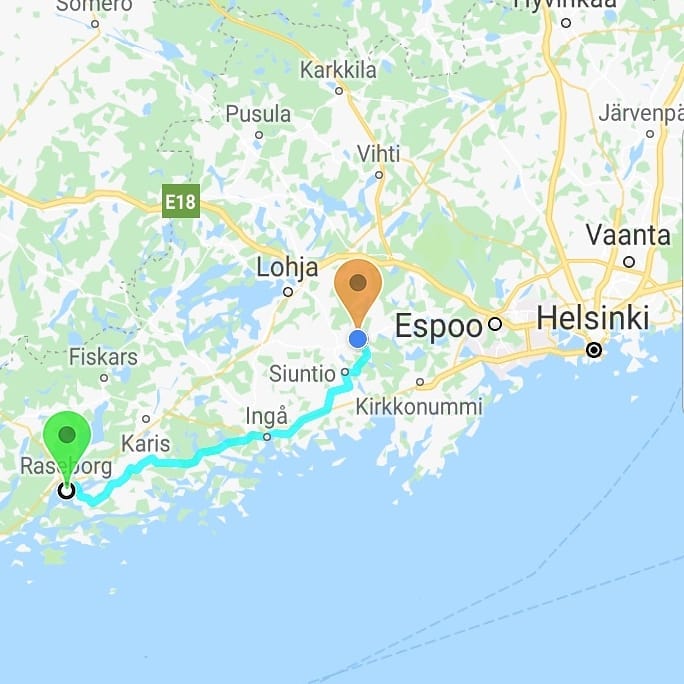 Somero
Hyvinkää
Karkkila
Pusula
Järvenpä
Vihti
E18
Vaanta
Lohja
Espoo
Helsinki
Fiskars
Siuntio
Kirkkonummi
Ingå
Karis
Raseborg